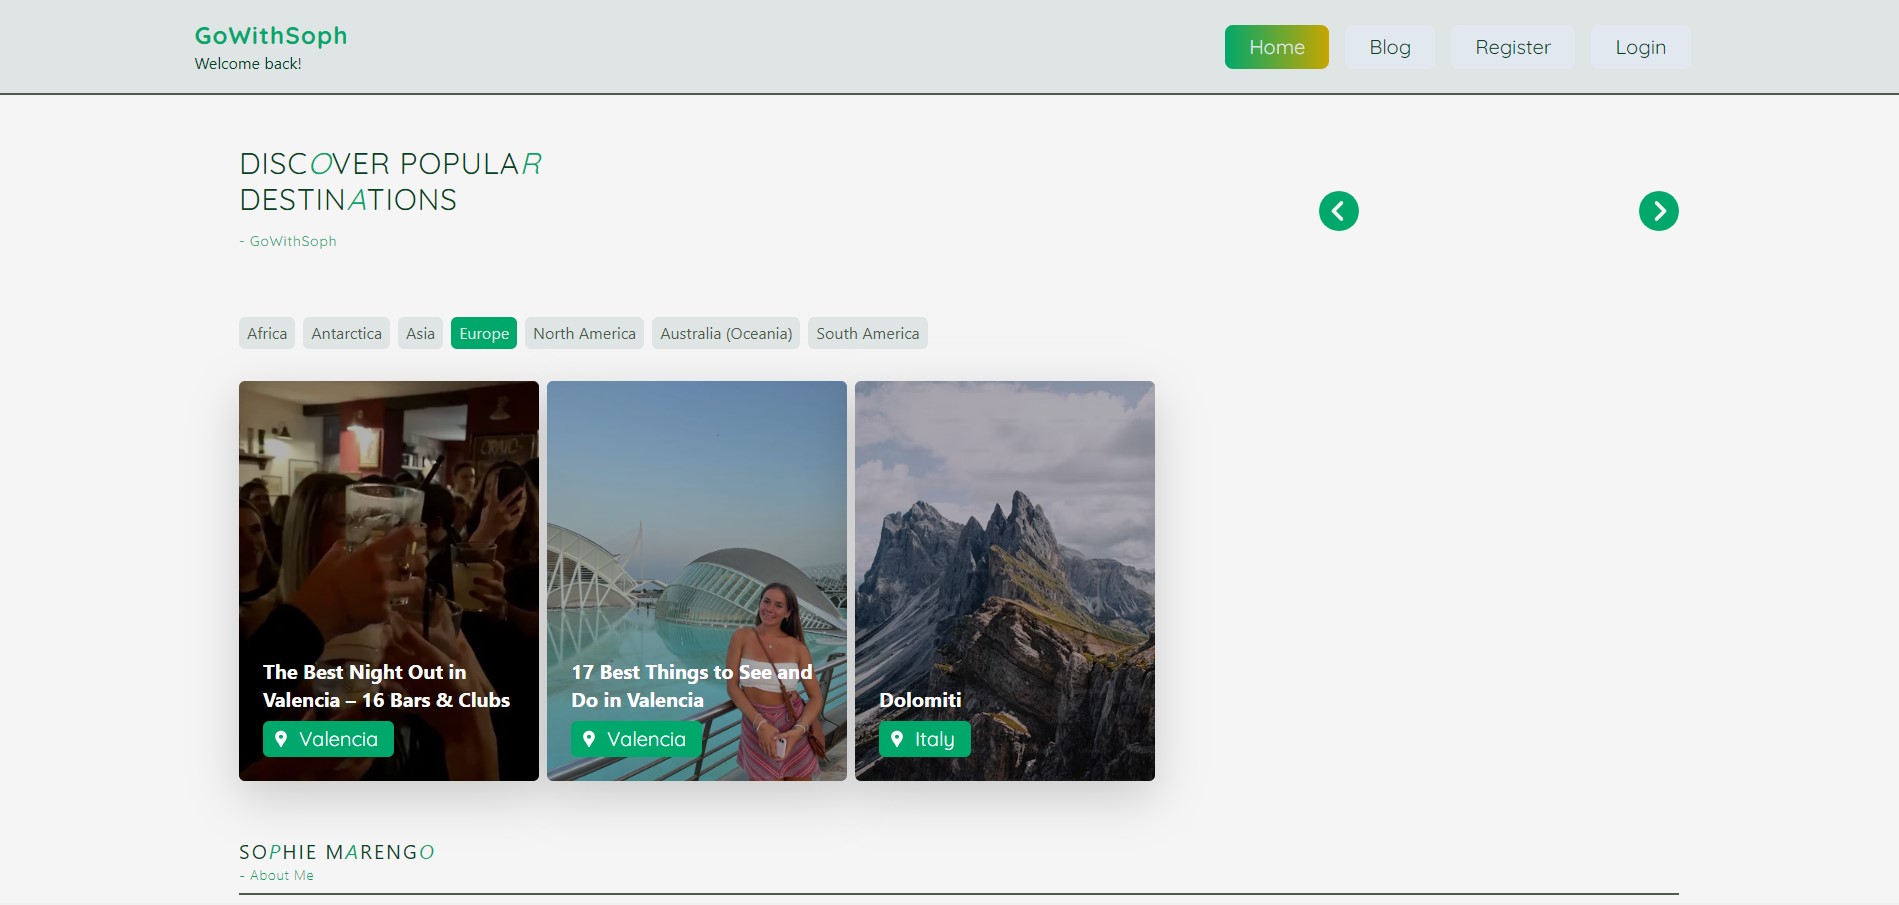 GoWithSoph
Welcome back!
Home
Blog
Register
Login
DISCOVER POPULAR
DESTINATIONS
- GoWithSoph
Africa
Antarctica
Asia
Europe
North America
Australia (Oceania)
South America
CRAIC
The Best Night Out in
Valencia – 16 Bars & Clubs
Valencia
17 Best Things to See and
Do in Valencia
Valencia
Dolomiti
Italy
SOPHIE MARENGO
- About Me